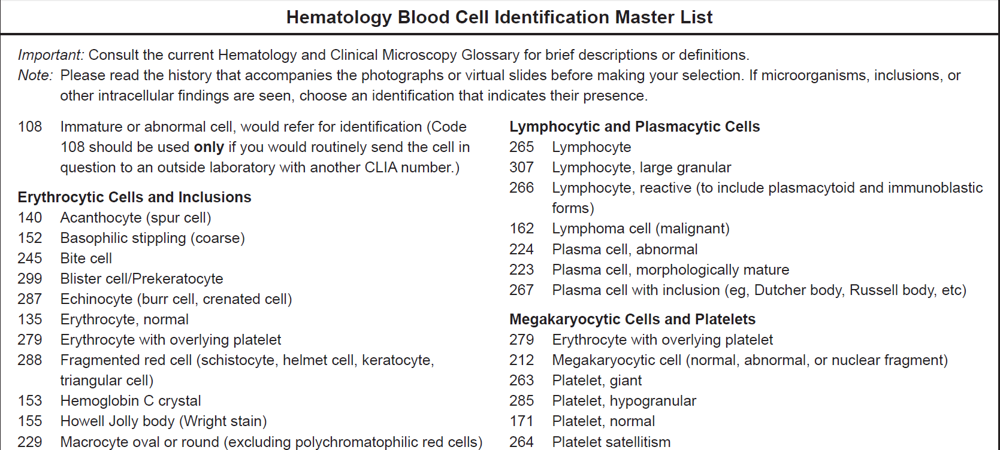 Hematology Blood Cell Identification Master List
Important: Consult the current Hematology and Clinical Microscopy Glossary for brief descriptions or definitions.
Note: Please read the history that accompanies the photographs or virtual slides before making your selection. If microorganisms, inclusions, or
other intracellular findings are seen, choose an identification that indicates their presence.
108 Immature or abnormal cell, would refer for identification (Code
108 should be used only if you would routinely send the cell in
question to an outside laboratory with another CLIA number.)
Erythrocytic Cells and Inclusions
140 Acanthocyte (spur cell)
152 Basophilic stippling (coarse)
245 Bite cell
299 Blister cell/Prekeratocyte
287 Echinocyte (burr cell, crenated cell)
135 Erythrocyte, normal
279 Erythrocyte with overlying platelet
288 Fragmented red cell (schistocyte, helmet cell, keratocyte,
triangular cell)
153 Hemoglobin C crystal
155 Howell Jolly body (Wright stain)
229 Macrocyte oval or round (excluding polychromatophilic red cells)
Lymphocytic and Plasmacytic Cells
265 Lymphocyte
307 Lymphocyte, large granular
266 Lymphocyte, reactive (to include plasmacytoid and immunoblastic
forms)
162 Lymphoma cell (malignant)
224 Plasma cell, abnormal
223 Plasma cell, morphologically mature
267 Plasma cell with inclusion (eg, Dutcher body, Russell body, etc)
Megakaryocytic Cells and Platelets
279 Erythrocyte with overlying platelet
212 Megakaryocytic cell (normal, abnormal, or nuclear fragment)
263 Platelet, giant
285 Platelet, hypogranular
171 Platelet, normal
264 Platelet satellitism